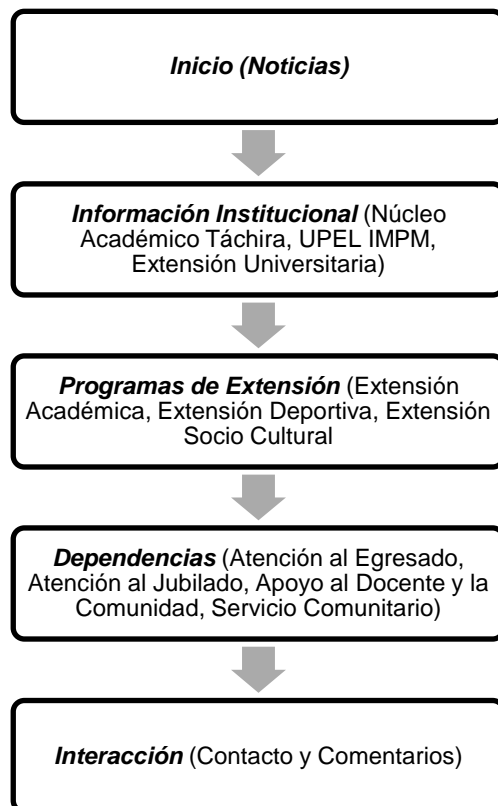 Inicio (Noticias)
Información Institucional (Núcleo
Académico Táchira, UPEL IMPM,
Extensión Universitaria)
Programas de Extensión (Extensión
Académica, Extensión Deportiva, Extensión
Socio Cultural
Dependencias (Atención al Egresado,
Atención al Jubilado, Apoyo al Docente y la
Comunidad, Servicio Comunitario)
Interacción (Contacto y Comentarios)